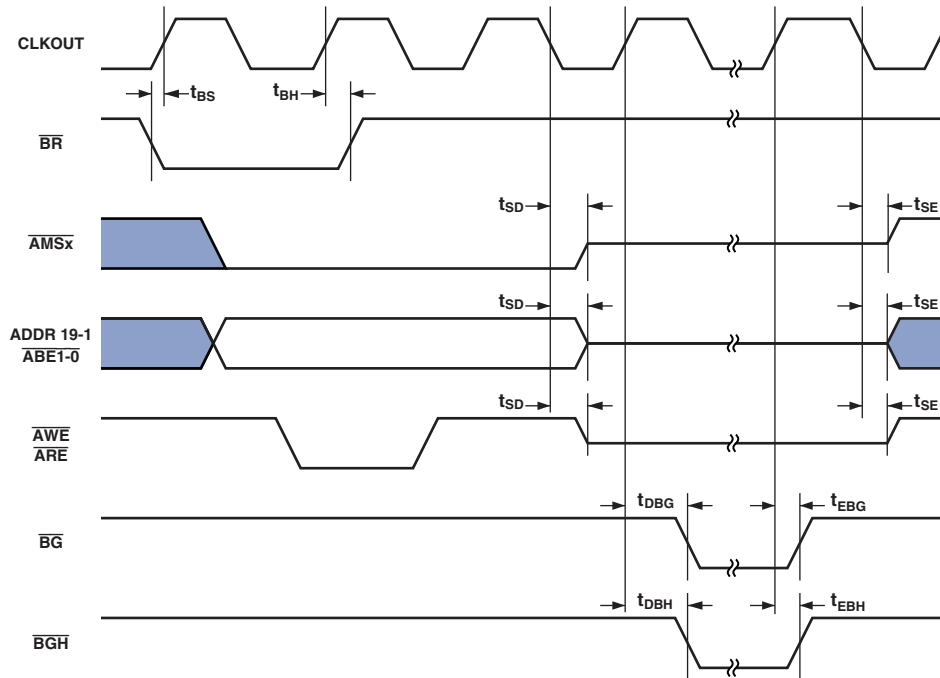 CLKOUT
tBS
tBH
BR
tSD
tSE
AMSx
tSD
tSE
ADDR 19-1
ABE1-0
tSD
tSE
AWE
ARE
tDBG
tEBG
BG
tDBH
tEBH
BGH